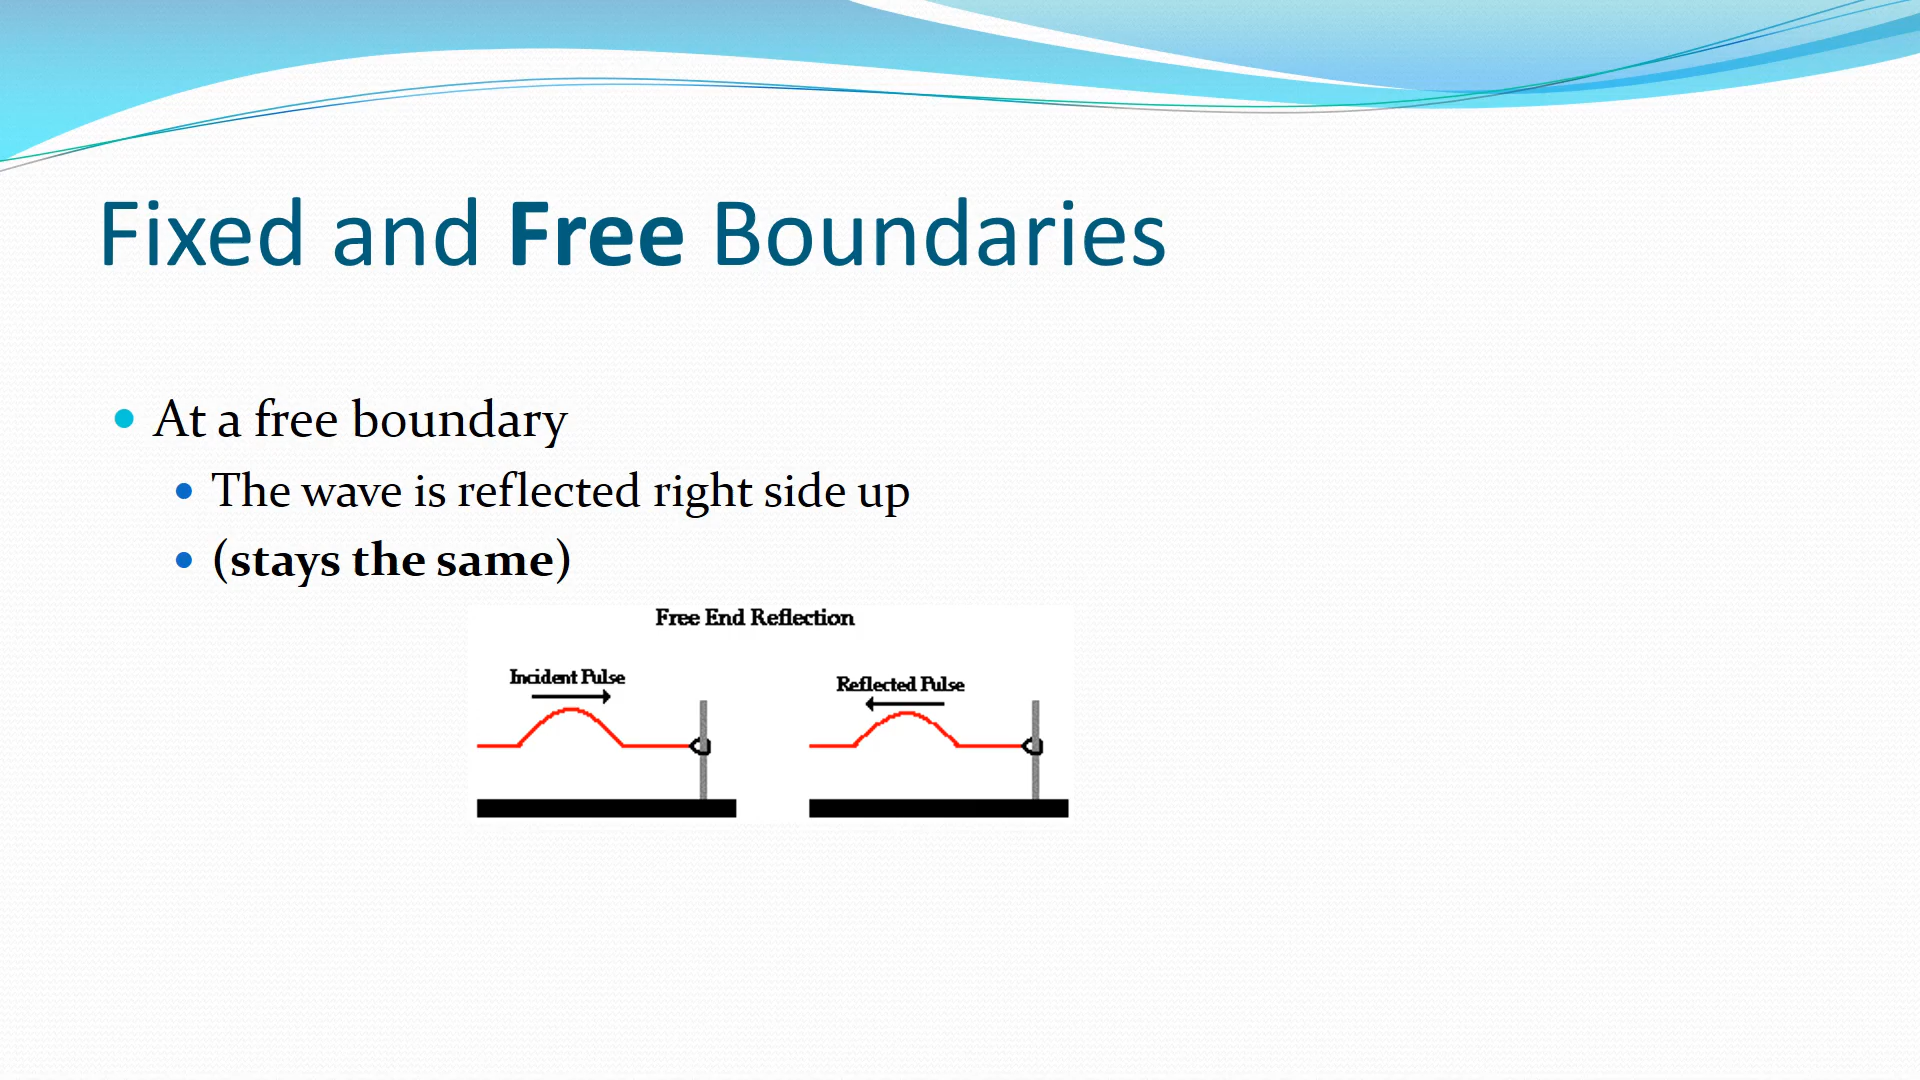 Fixed and Free Boundaries
At a free boundary
The wave is reflected right side up
(stays the same)
Free End Reflection
Incident Pulse
Reflected Pulse